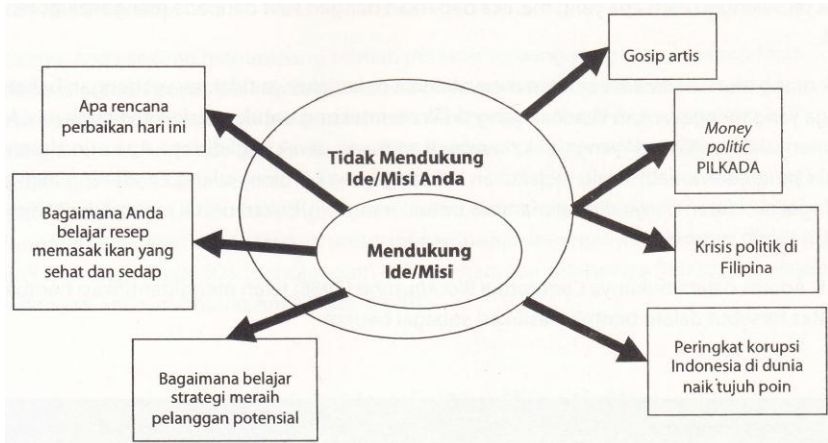 Gosip artis
Apa rencana
perbaikan hari ini
Money
politic
PILKADA
Tidak Mendukung
Ide/Misi Anda
Bagaimana Anda
belajar resep
memasak ikan yang
sehat dan sedap
Mendukung
Ide/Misi
Krisis politik di
Filipina
Peringkat korupsi
Indonesia di dunia
naik tujuh poin
Bagaimana belajar
strategi meraih
pelanggan potensial